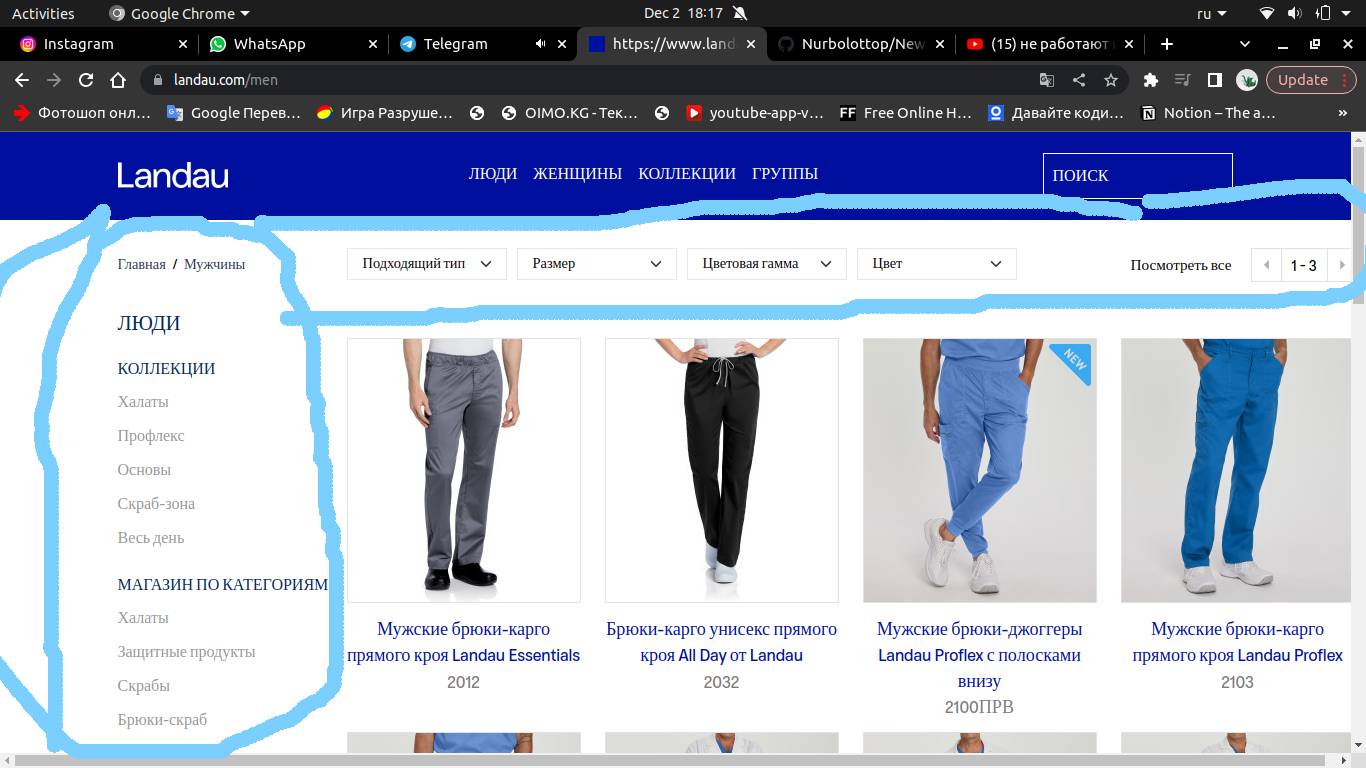 Activities Google Chrome Dec 2 18:17 ru
Instagram WhatsApp Telegram https://www.land Nurbolottop/New (15) не работают
landau.com/men Update
Фотошоп онл… Google Перев… Игра Разруше… OIMO.KG - Тек… youtube-app-v… Free Online H… Давайте коди… Notion – The a… »
Landau ЛЮДИ ЖЕНЩИНЫ КОЛЛЕКЦИИ ГРУППЫ ПОИСК
Главная / Мужчины Подходящий тип Размер Цветовая гамма Цвет Посмотреть все 1 - 3
ЛЮДИ
КОЛЛЕКЦИИ
Халаты
Профлекс
Основы
Скраб-зона
Весь день
МАГАЗИН ПО КАТЕГОРИЯМ
Халаты
Защитные продукты
Скрабы
Брюки-скраб
NEW
Мужские брюки-карго
прямого кроя Landau Essentials
2012
Брюки-карго унисекс прямого
кроя All Day от Landau
2032
Мужские брюки-джоггеры
Landau Proflex с полосками
внизу
2100ПРВ
Мужские брюки-карго
прямого кроя Landau Proflex
2103